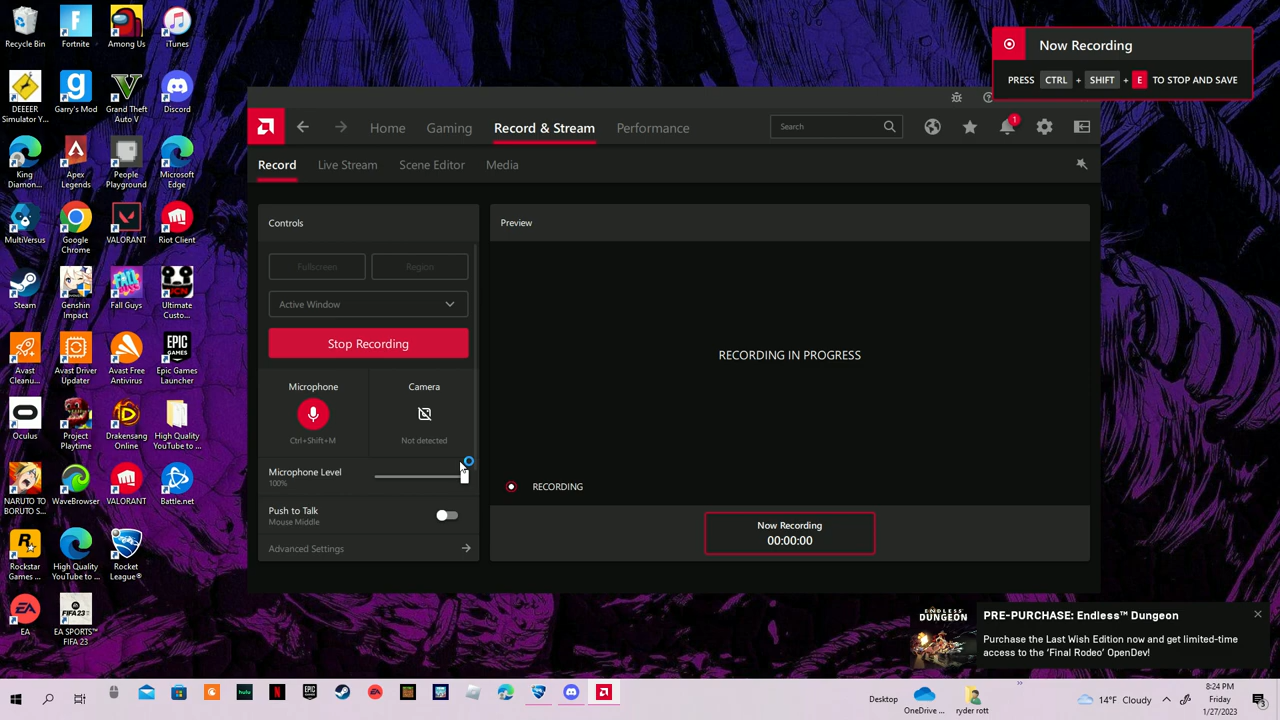 Recycle Bin
Fortnite
Among Us
iTunes
DEEEER
Simulator Y...
Garry's Mod
Grand Theft
Auto V
Discord
King
Diamon...
Apex
Legends
People
Playground
Microsoft
Edge
MultiVersus
Google
Chrome
VALORANT
Riot Client
Steam
Genshin
Impact
Fall Guys
Ultimate
Custo...
Avast
Cleanu...
Avast Driver
Updater
Avast Free
Antivirus
Epic Games
Launcher
Oculus
Project
Playtime
Drakensang
Online
High Quality
YouTube to ...
NARUTO TO
BORUTO S...
WaveBrowser
VALORANT
Battle.net
Rockstar
Games ...
High Quality
YouTube to ...
Rocket
League®
EA
EA SPORTS™
FIFA 23
Now Recording
PRESS CTRL + SHIFT + E TO STOP AND SAVE
Home
Gaming
Record & Stream
Performance
Search
1
Record
Live Stream
Scene Editor
Media
Controls
Fullscreen
Region
Active Window
Stop Recording
Microphone
Camera
Ctrl+Shift+M
Not detected
Microphone Level
100%
Push to Talk
Mouse Middle
Advanced Settings
Preview
RECORDING IN PROGRESS
RECORDING
Now Recording
00:00:00
ENDLESS
DUNGEON
PRE-PURCHASE: Endless™ Dungeon
Purchase the Last Wish Edition now and get limited-time
access to the 'Final Rodeo' OpenDev!
hulu
Desktop
OneDrive ...
ryder rott
14°F Cloudy
8:24 PM
Friday
1/27/2023
3